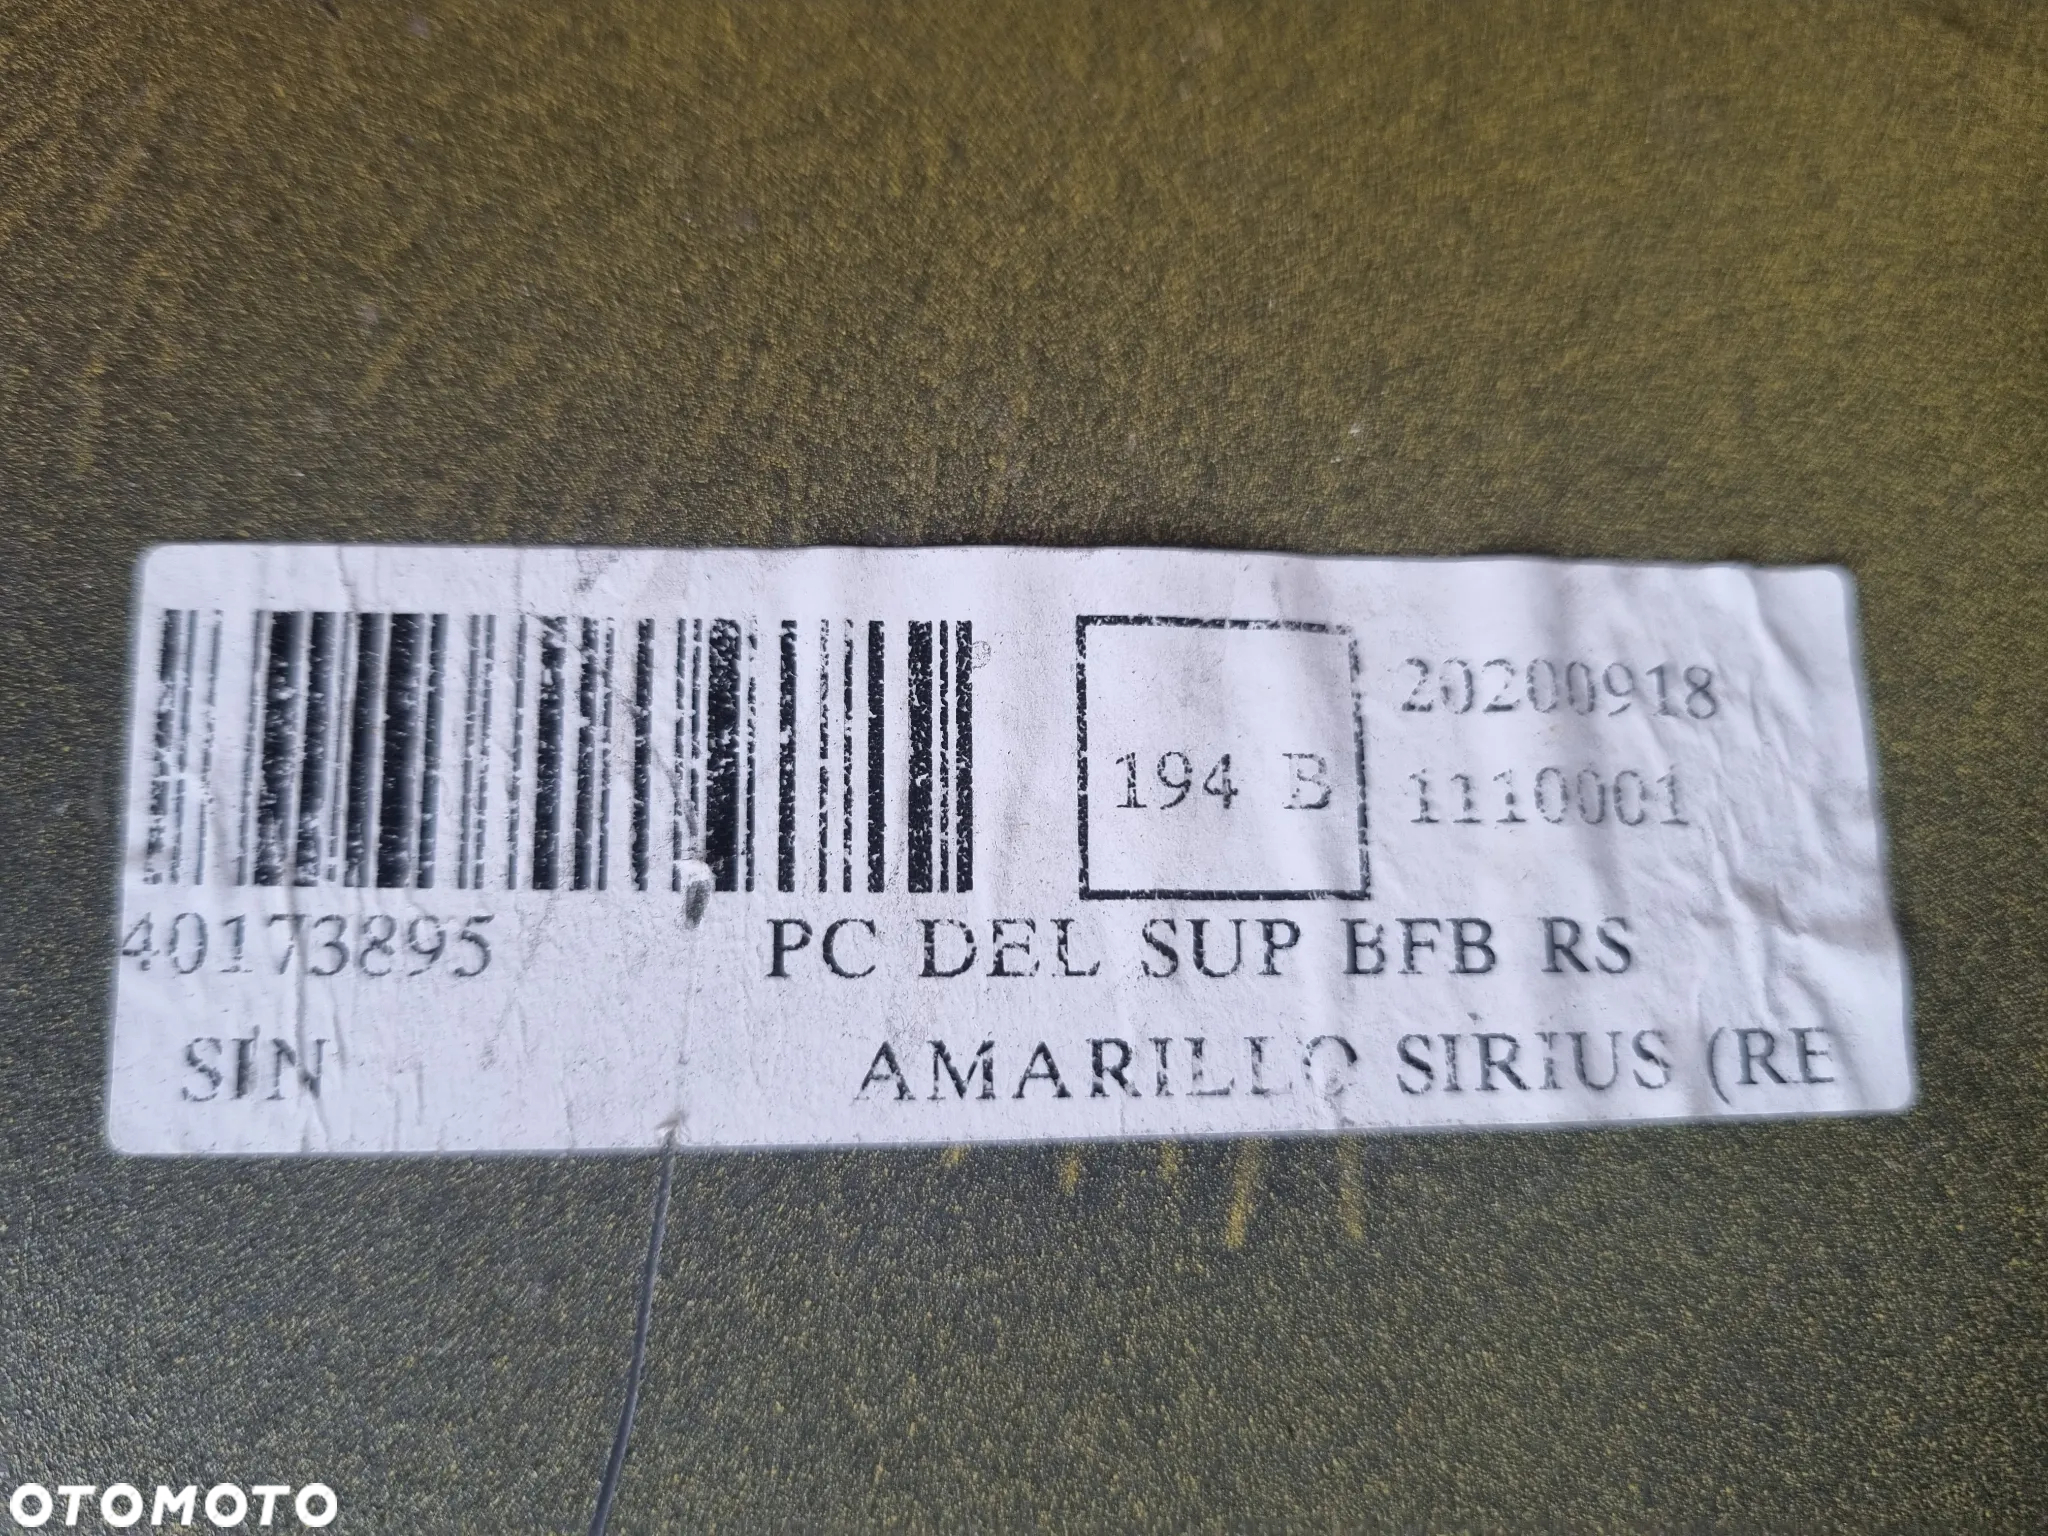 194 B
20200918
1110001
40173895 PC DEL SUP BFB RS
SIN AMARILLO SIRIUS (RE
OTOMOTO